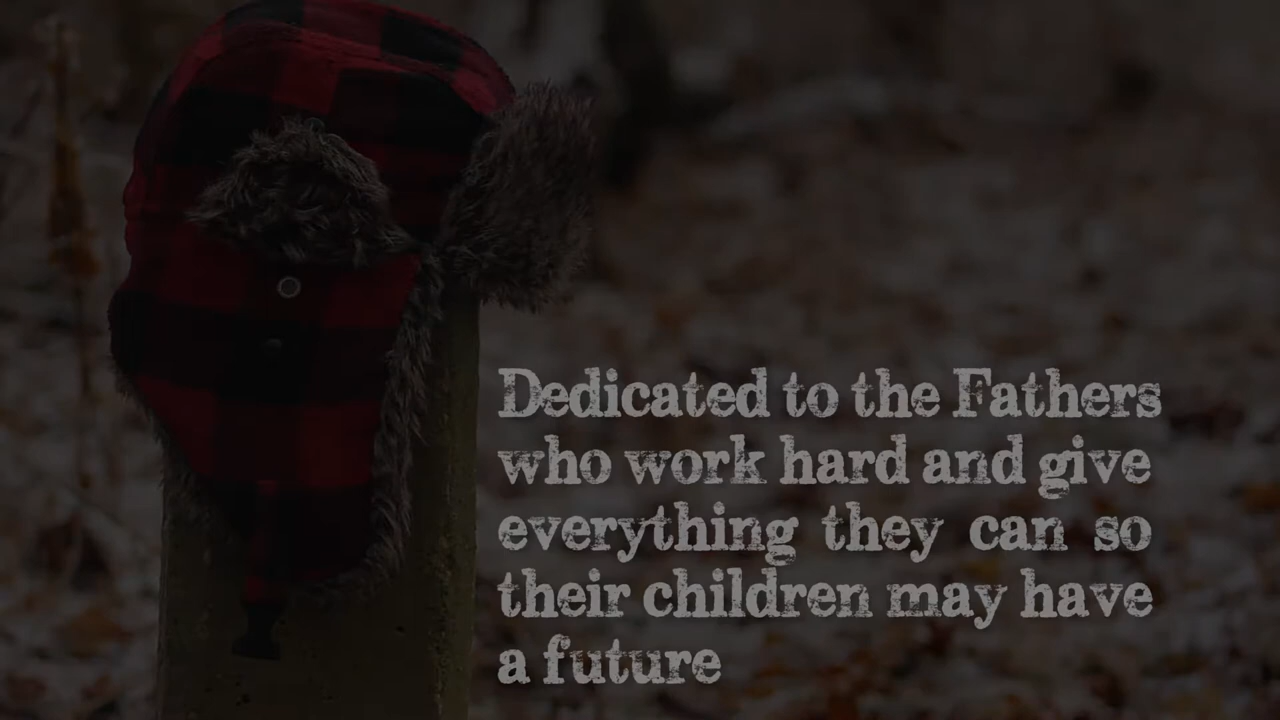 Dedicated to the Fathers
who work hard and give
everything they can so
their children may have
a future